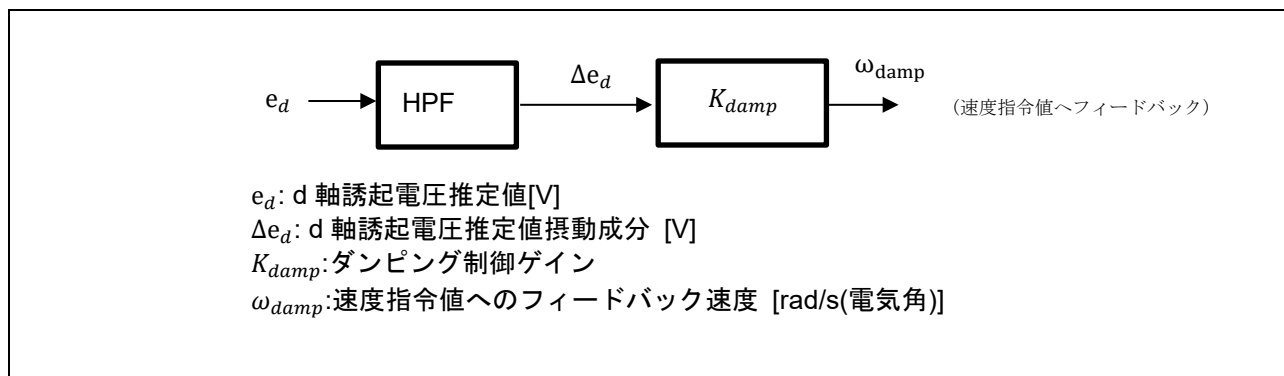 e_d HPF Δe_d K_damp ω_damp (速度指令値へフィードバック)
e_d: d 軸誘起電圧推定値[V]
Δe_d: d 軸誘起電圧推定値摂動成分 [V]
K_damp:ダンピング制御ゲイン
ω_damp:速度指令値へのフィードバック速度 [rad/s(電気角)]